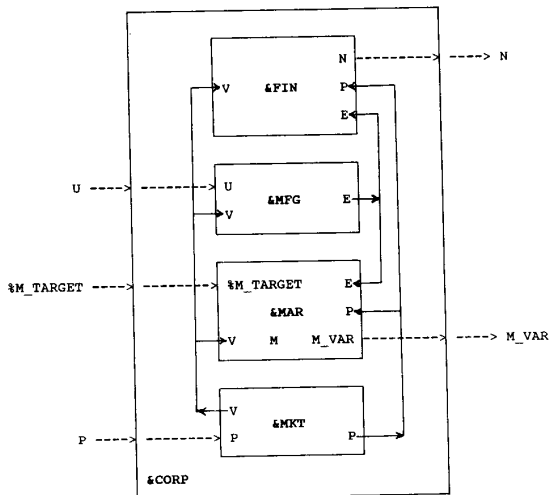 N
N
V &FIN P
E
U
U
V &MFG E
%M_TARGET
%M_TARGET E
&MAR P
V M M_VAR
M_VAR
V
&MKT
P
P P
&CORP